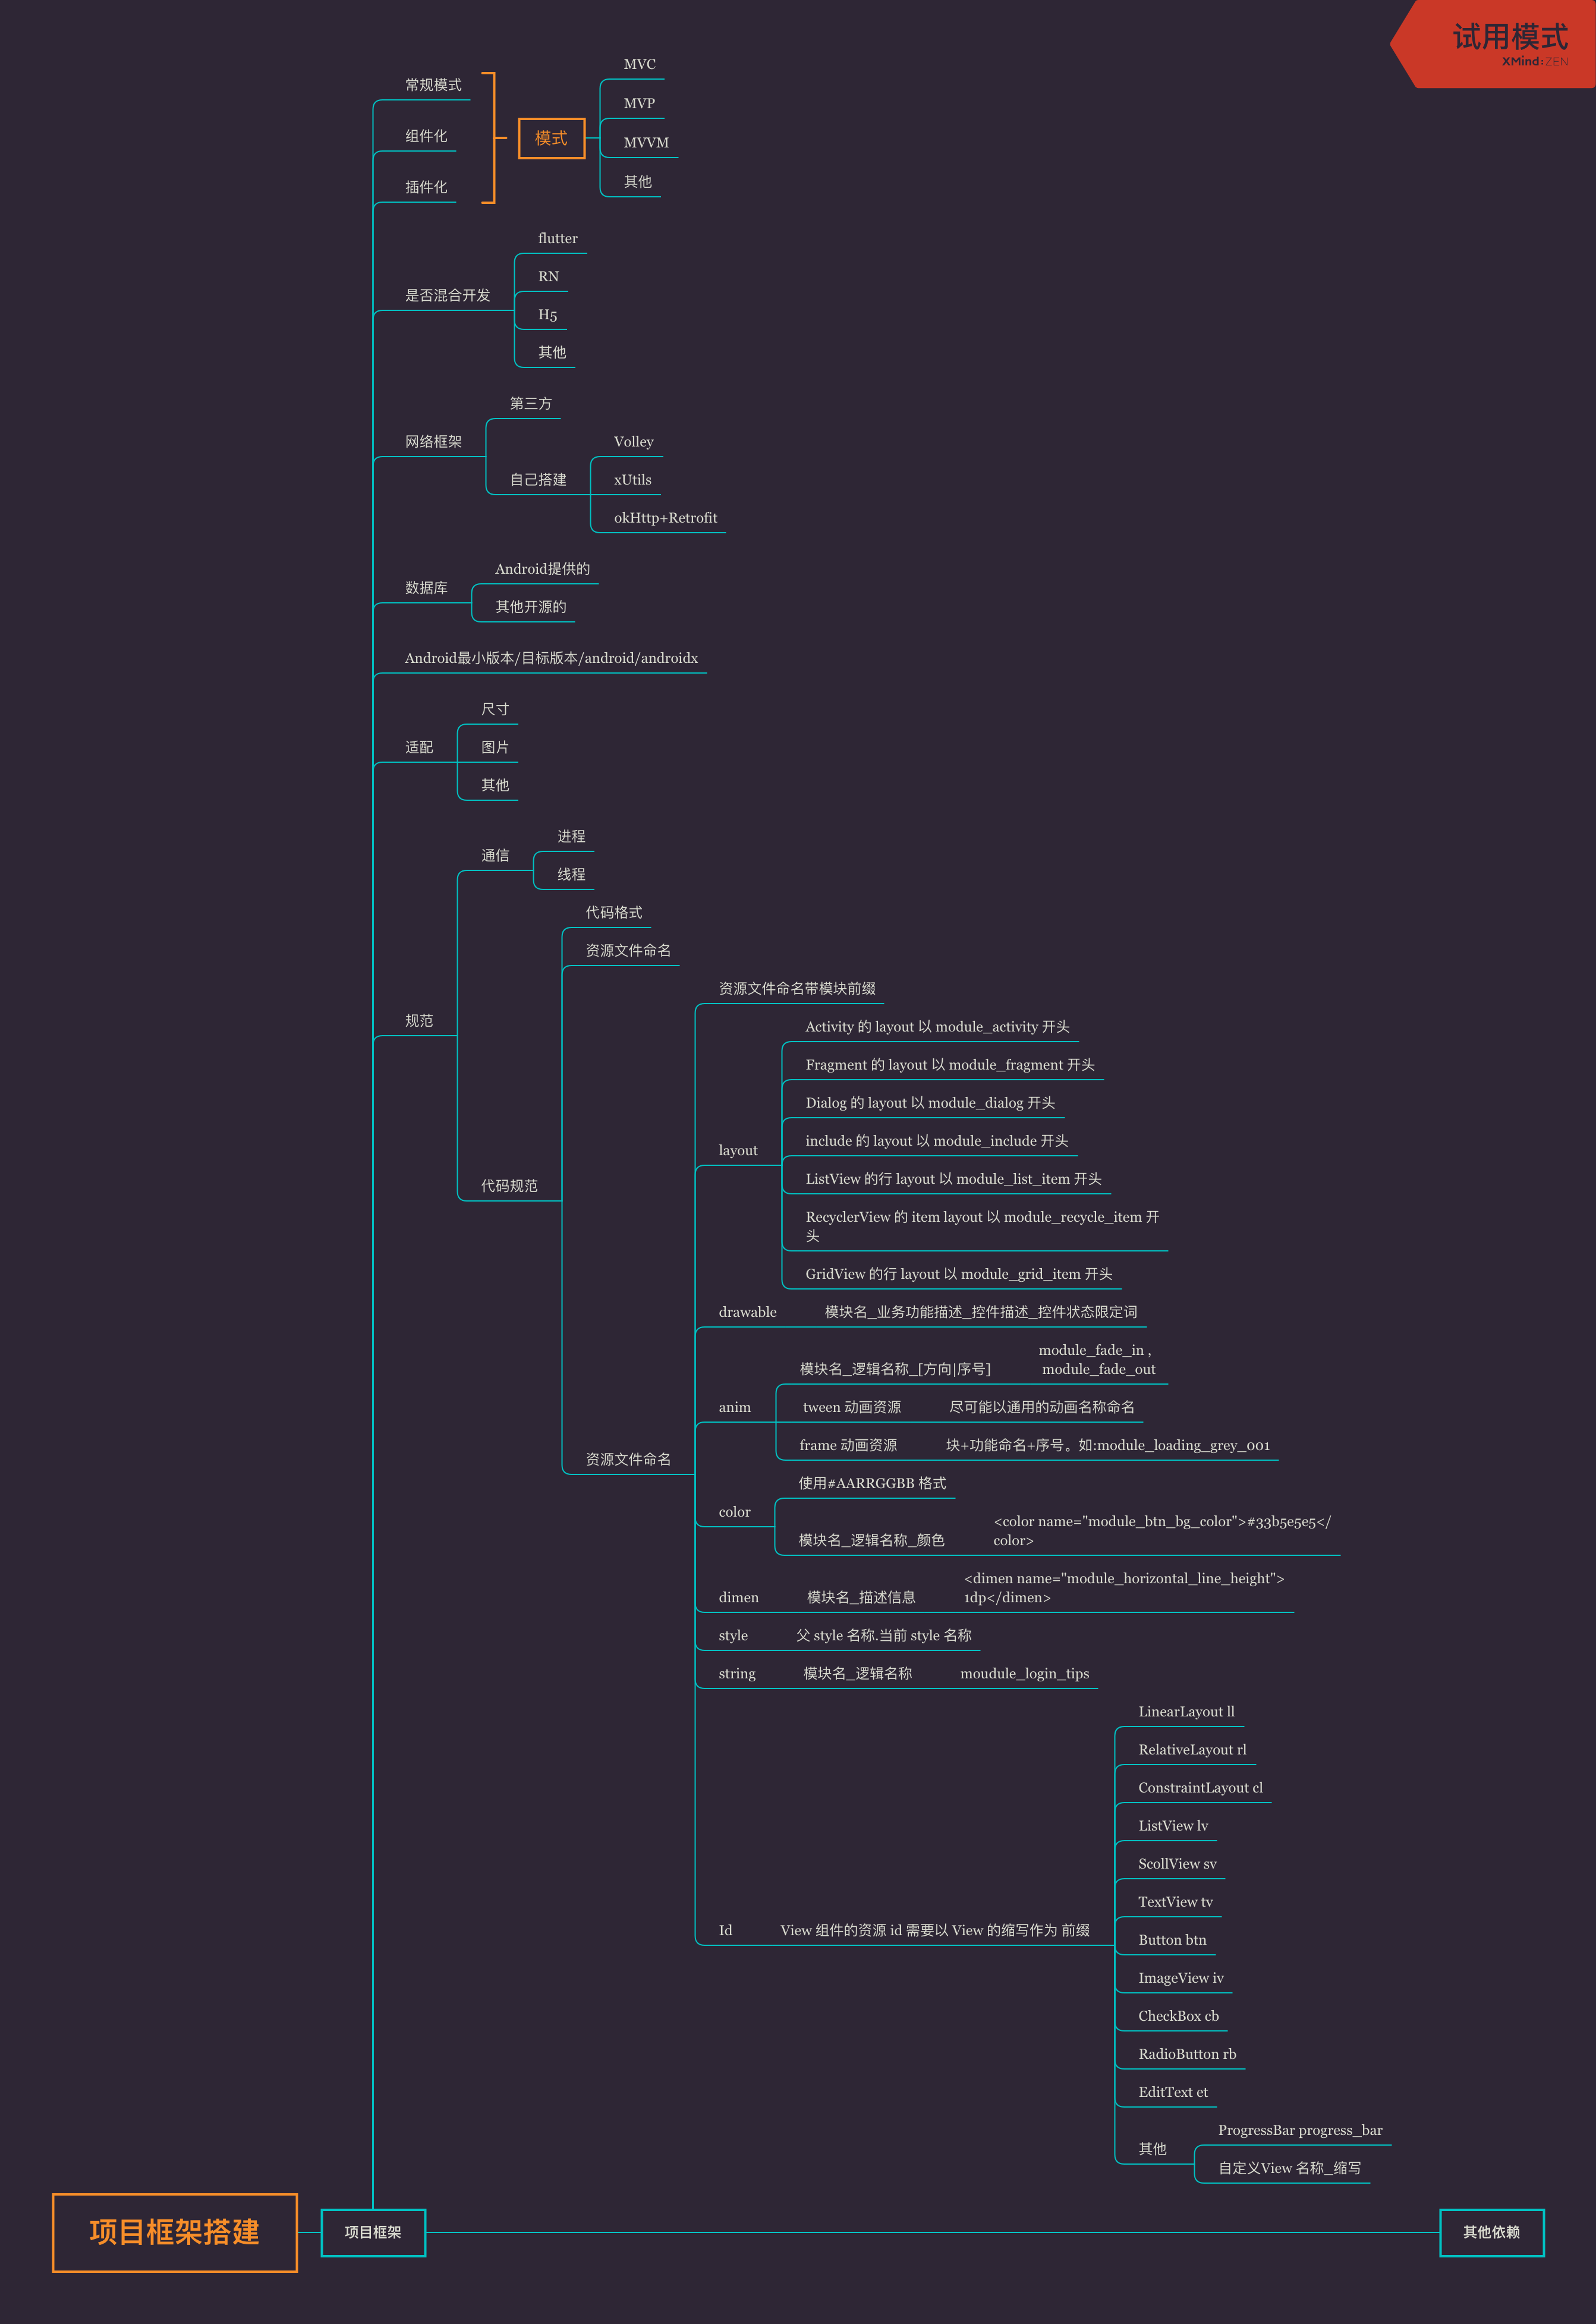 试用模式
XMind:ZEN
常规模式
组件化
插件化
模式
MVC
MVP
MVVM
其他
是否混合开发
flutter
RN
H5
其他
网络框架
第三方
自己搭建
Volley
xUtils
okHttp+Retrofit
数据库
Android提供的
其他开源的
Android最小版本/目标版本/android/androidx
适配
尺寸
图片
其他
规范
通信
进程
线程
代码规范
代码格式
资源文件命名
资源文件命名
资源文件命名带模块前缀
layout
Activity 的 layout 以 module_activity 开头
Fragment 的 layout 以 module_fragment 开头
Dialog 的 layout 以 module_dialog 开头
include 的 layout 以 module_include 开头
ListView 的行 layout 以 module_list_item 开头
RecyclerView 的 item layout 以 module_recycle_item 开
头
GridView 的行 layout 以 module_grid_item 开头
drawable
模块名_业务功能描述_控件描述_控件状态限定词
anim
模块名_逻辑名称_[方向|序号]
module_fade_in ,
module_fade_out
tween 动画资源
尽可能以通用的动画名称命名
frame 动画资源
块+功能命名+序号。如:module_loading_grey_001
color
使用#AARRGGBB 格式
模块名_逻辑名称_颜色
<color name="module_btn_bg_color">#33b5e5e5</
color>
dimen
模块名_描述信息
<dimen name="module_horizontal_line_height">
1dp</dimen>
style
父 style 名称.当前 style 名称
string
模块名_逻辑名称
moudule_login_tips
Id
View 组件的资源 id 需要以 View 的缩写作为 前缀
LinearLayout ll
RelativeLayout rl
ConstraintLayout cl
ListView lv
ScollView sv
TextView tv
Button btn
ImageView iv
CheckBox cb
RadioButton rb
EditText et
其他
ProgressBar progress_bar
自定义View 名称_缩写
项目框架搭建
项目框架
其他依赖